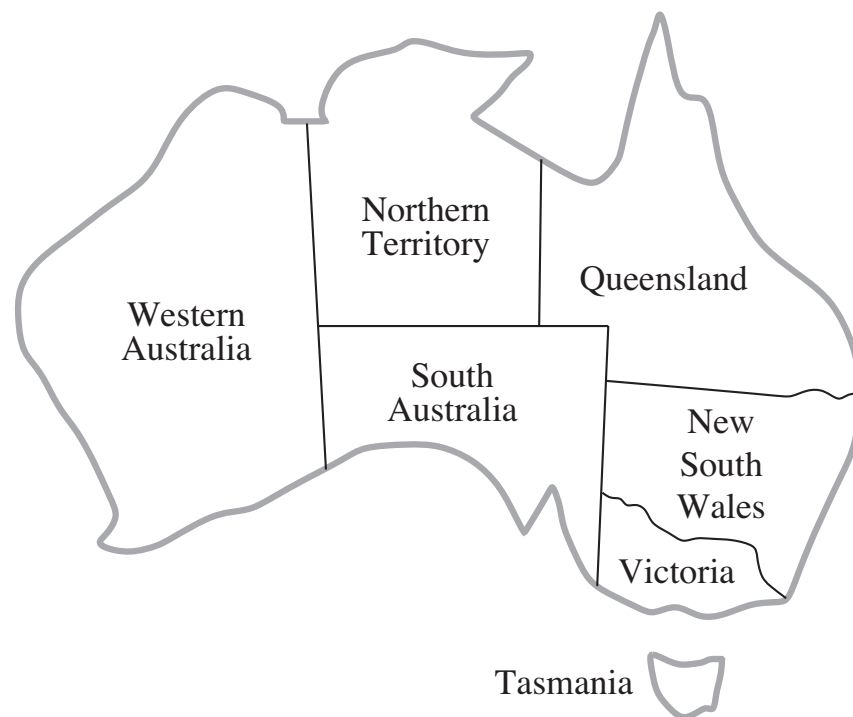 Northern
Territory
Queensland
Western
Australia
South
Australia
New
South
Wales
Victoria
Tasmania